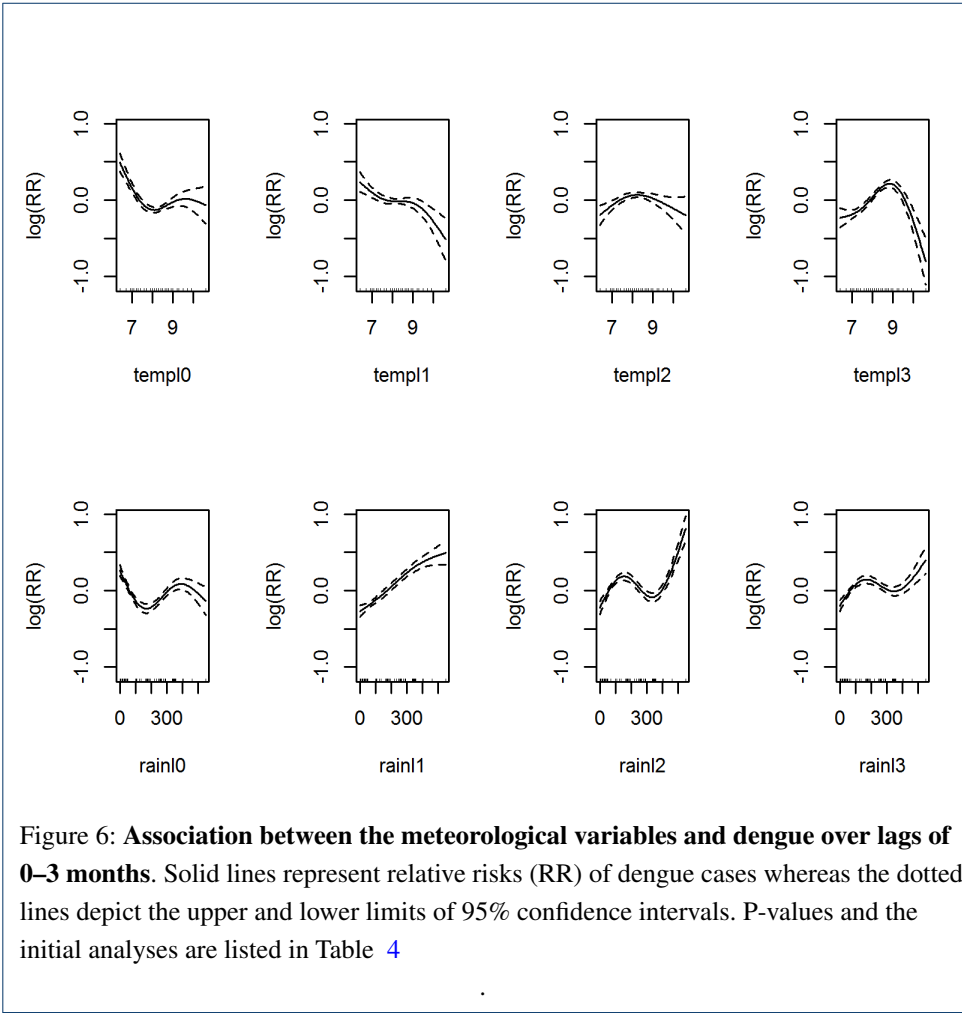 1.0 1.0 1.0 1.0
log(RR) 0.0 log(RR) 0.0 log(RR) 0.0 log(RR) 0.0
-1.0 -1.0 -1.0 -1.0
7 9 7 9 7 9 7 9
templ0 templ1 templ2 templ3
1.0 1.0 1.0 1.0
log(RR) 0.0 log(RR) 0.0 log(RR) 0.0 log(RR) 0.0
-1.0 -1.0 -1.0 -1.0
0 300 0 300 0 300 0 300
rainl0 rainl1 rainl2 rainl3
Figure 6: Association between the meteorological variables and dengue over lags of
0–3 months. Solid lines represent relative risks (RR) of dengue cases whereas the dotted
lines depict the upper and lower limits of 95% confidence intervals. P-values and the
initial analyses are listed in Table 4
.